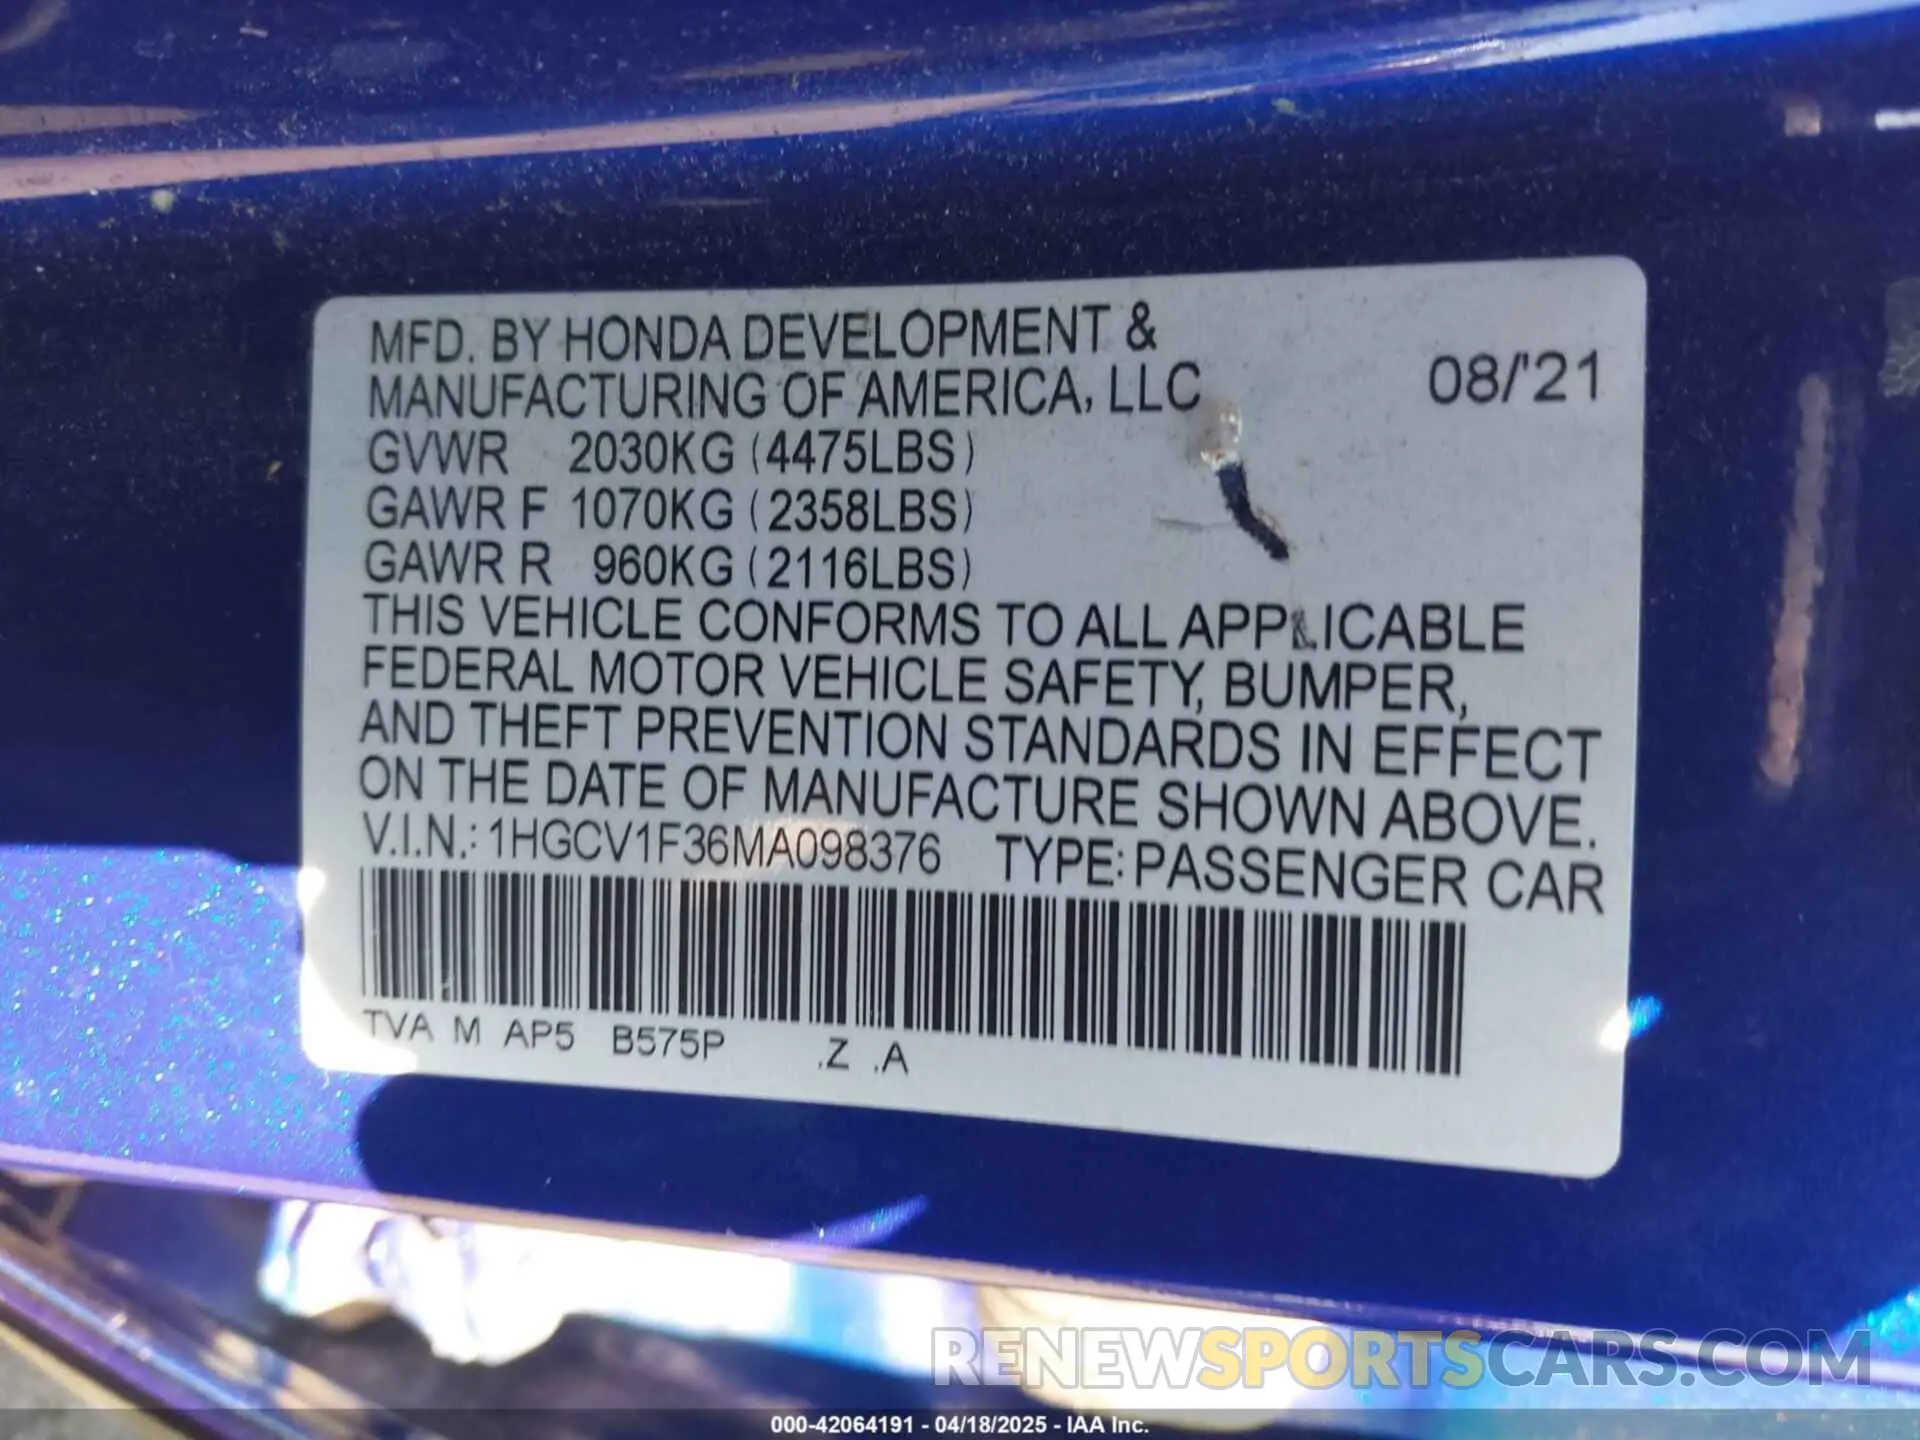 MFD. BY HONDA DEVELOPMENT &
MANUFACTURING OF AMERICA, LLC
08/'21
GVWR 2030KG (4475LBS)
GAWR F 1070KG (2358LBS)
GAWR R 960KG (2116LBS)
THIS VEHICLE CONFORMS TO ALL APPLICABLE
FEDERAL MOTOR VEHICLE SAFETY, BUMPER,
AND THEFT PREVENTION STANDARDS IN EFFECT
ON THE DATE OF MANUFACTURE SHOWN ABOVE.
V.I.N.: 1HGCV1F36MA098376 TYPE: PASSENGER CAR
TVA M AP5 B575P .Z .A
RENEWSPORTSCARS.COM
000-42064191 - 04/18/2025 - IAA Inc.